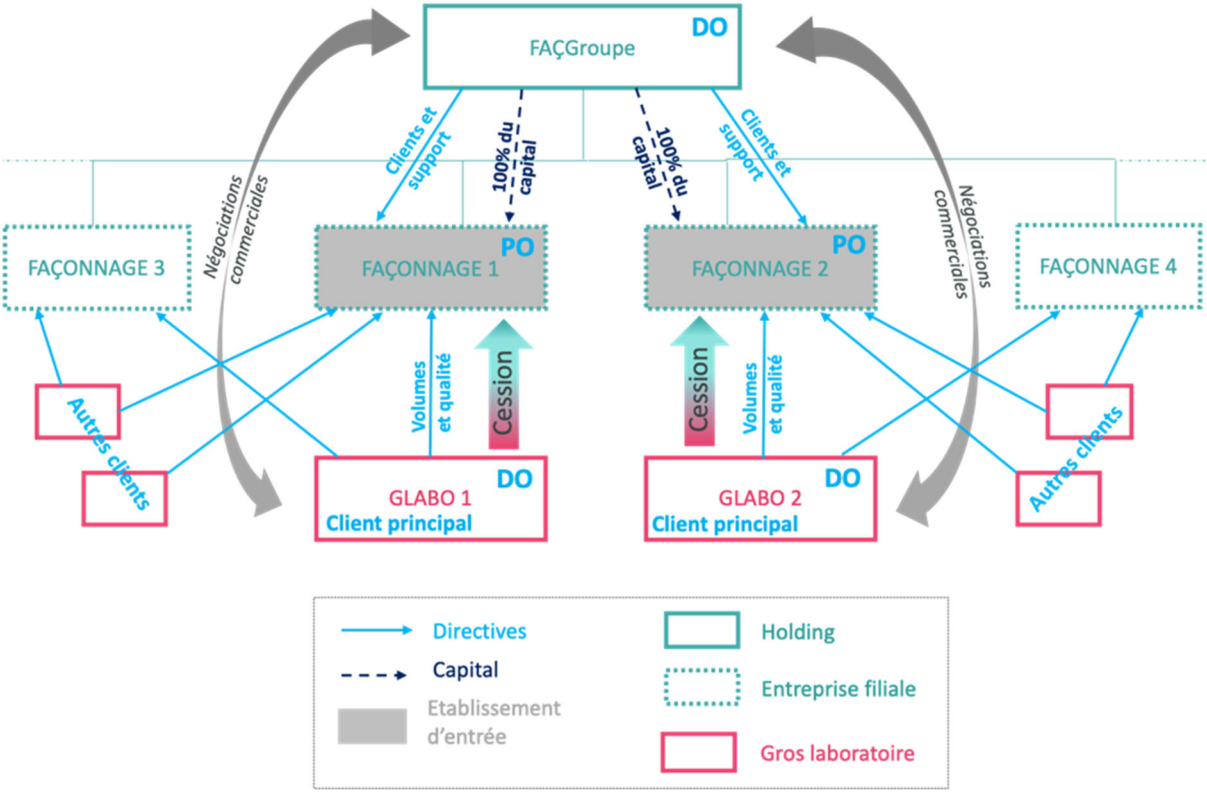 DO
FAÇGroupe
Clients et
support
100% du
capital
100% du
capital
Clients et
support
Négociations
commerciales
Négociations
commerciales
FAÇONNAGE 3
PO
FAÇONNAGE 1
PO
FAÇONNAGE 2
FAÇONNAGE 4
Autres clients
Volumes
et qualité
Cession
Cession
Volumes
et qualité
Autres clients
DO
GLABO 1
Client principal
DO
GLABO 2
Client principal
Directives
Capital
Etablissement
d’entrée
Holding
Entreprise filiale
Gros laboratoire